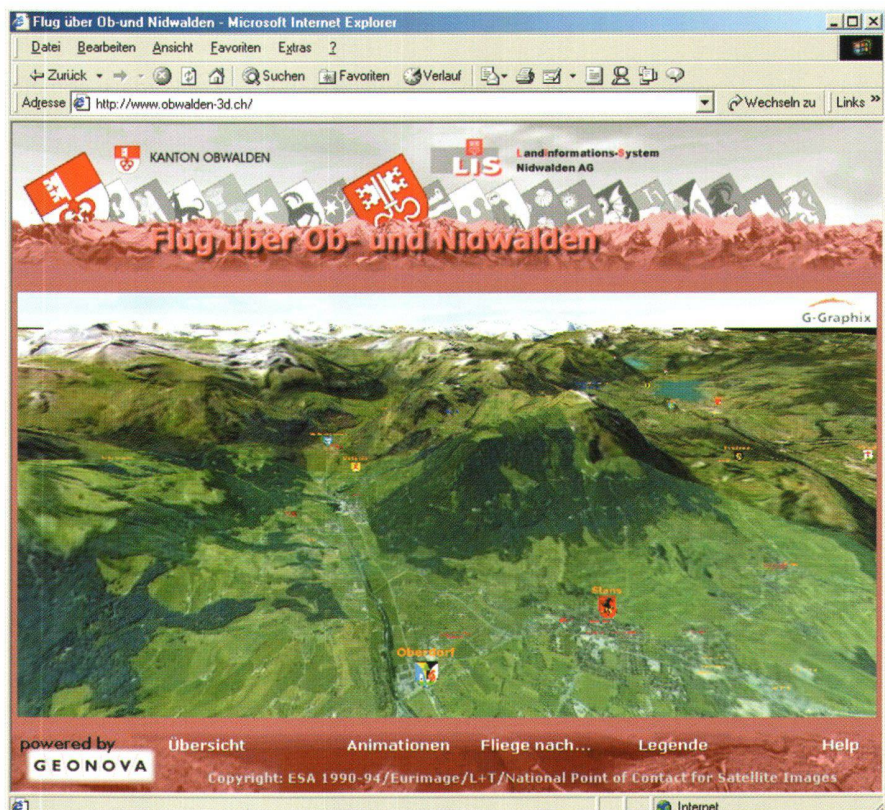 Flug über Ob-und Nidwalden - Microsoft Internet Explorer
Datei Bearbeiten Ansicht Favoriten Extras ?
Zurück Suchen Favoriten Verlauf
Adresse http://www.obwalden-3d.ch/ Wechseln zu Links »
KANTON OBWALDEN
LIS
LandInformations-System
Nidwalden AG
Flug über Ob- und Nidwalden
G-Graphix
Stans
Oberdorf
powered by
GEONOVA
Übersicht Animationen Fliege nach... Legende Help
Copyright: ESA 1990-94/Eurimage/L+T/National Point of Contact for Satellite Images
Internet